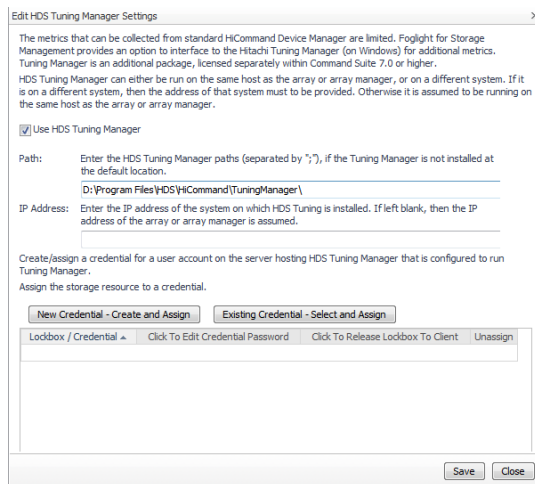 Edit HDS Tuning Manager Settings
The metrics that can be collected from standard HiCommand Device Manager are limited. Foglight for Storage
Management provides an option to interface to the Hitachi Tuning Manager (on Windows) for additional metrics.
Tuning Manager is an additional package, licensed separately within Command Suite 7.0 or higher.
HDS Tuning Manager can either be run on the same host as the array or array manager, or on a different system. If it
is on a different system, then the address of that system must to be provided. Otherwise it is assumed to be running on
the same host as the array or array manager.
Use HDS Tuning Manager
Path: Enter the HDS Tuning Manager paths (separated by ";"), if the Tuning Manager is not installed at
the default location.
D:\Program Files\HDS\HiCommand\TuningManager\
IP Address: Enter the IP address of the system on which HDS Tuning is installed. If left blank, then the IP
address of the array or array manager is assumed.
Create/assign a credential for a user account on the server hosting HDS Tuning Manager that is configured to run
Tuning Manager.
Assign the storage resource to a credential.
New Credential - Create and Assign Existing Credential - Select and Assign
Lockbox / Credential Click To Edit Credential Password Click To Release Lockbox To Client Unassign
Save Close